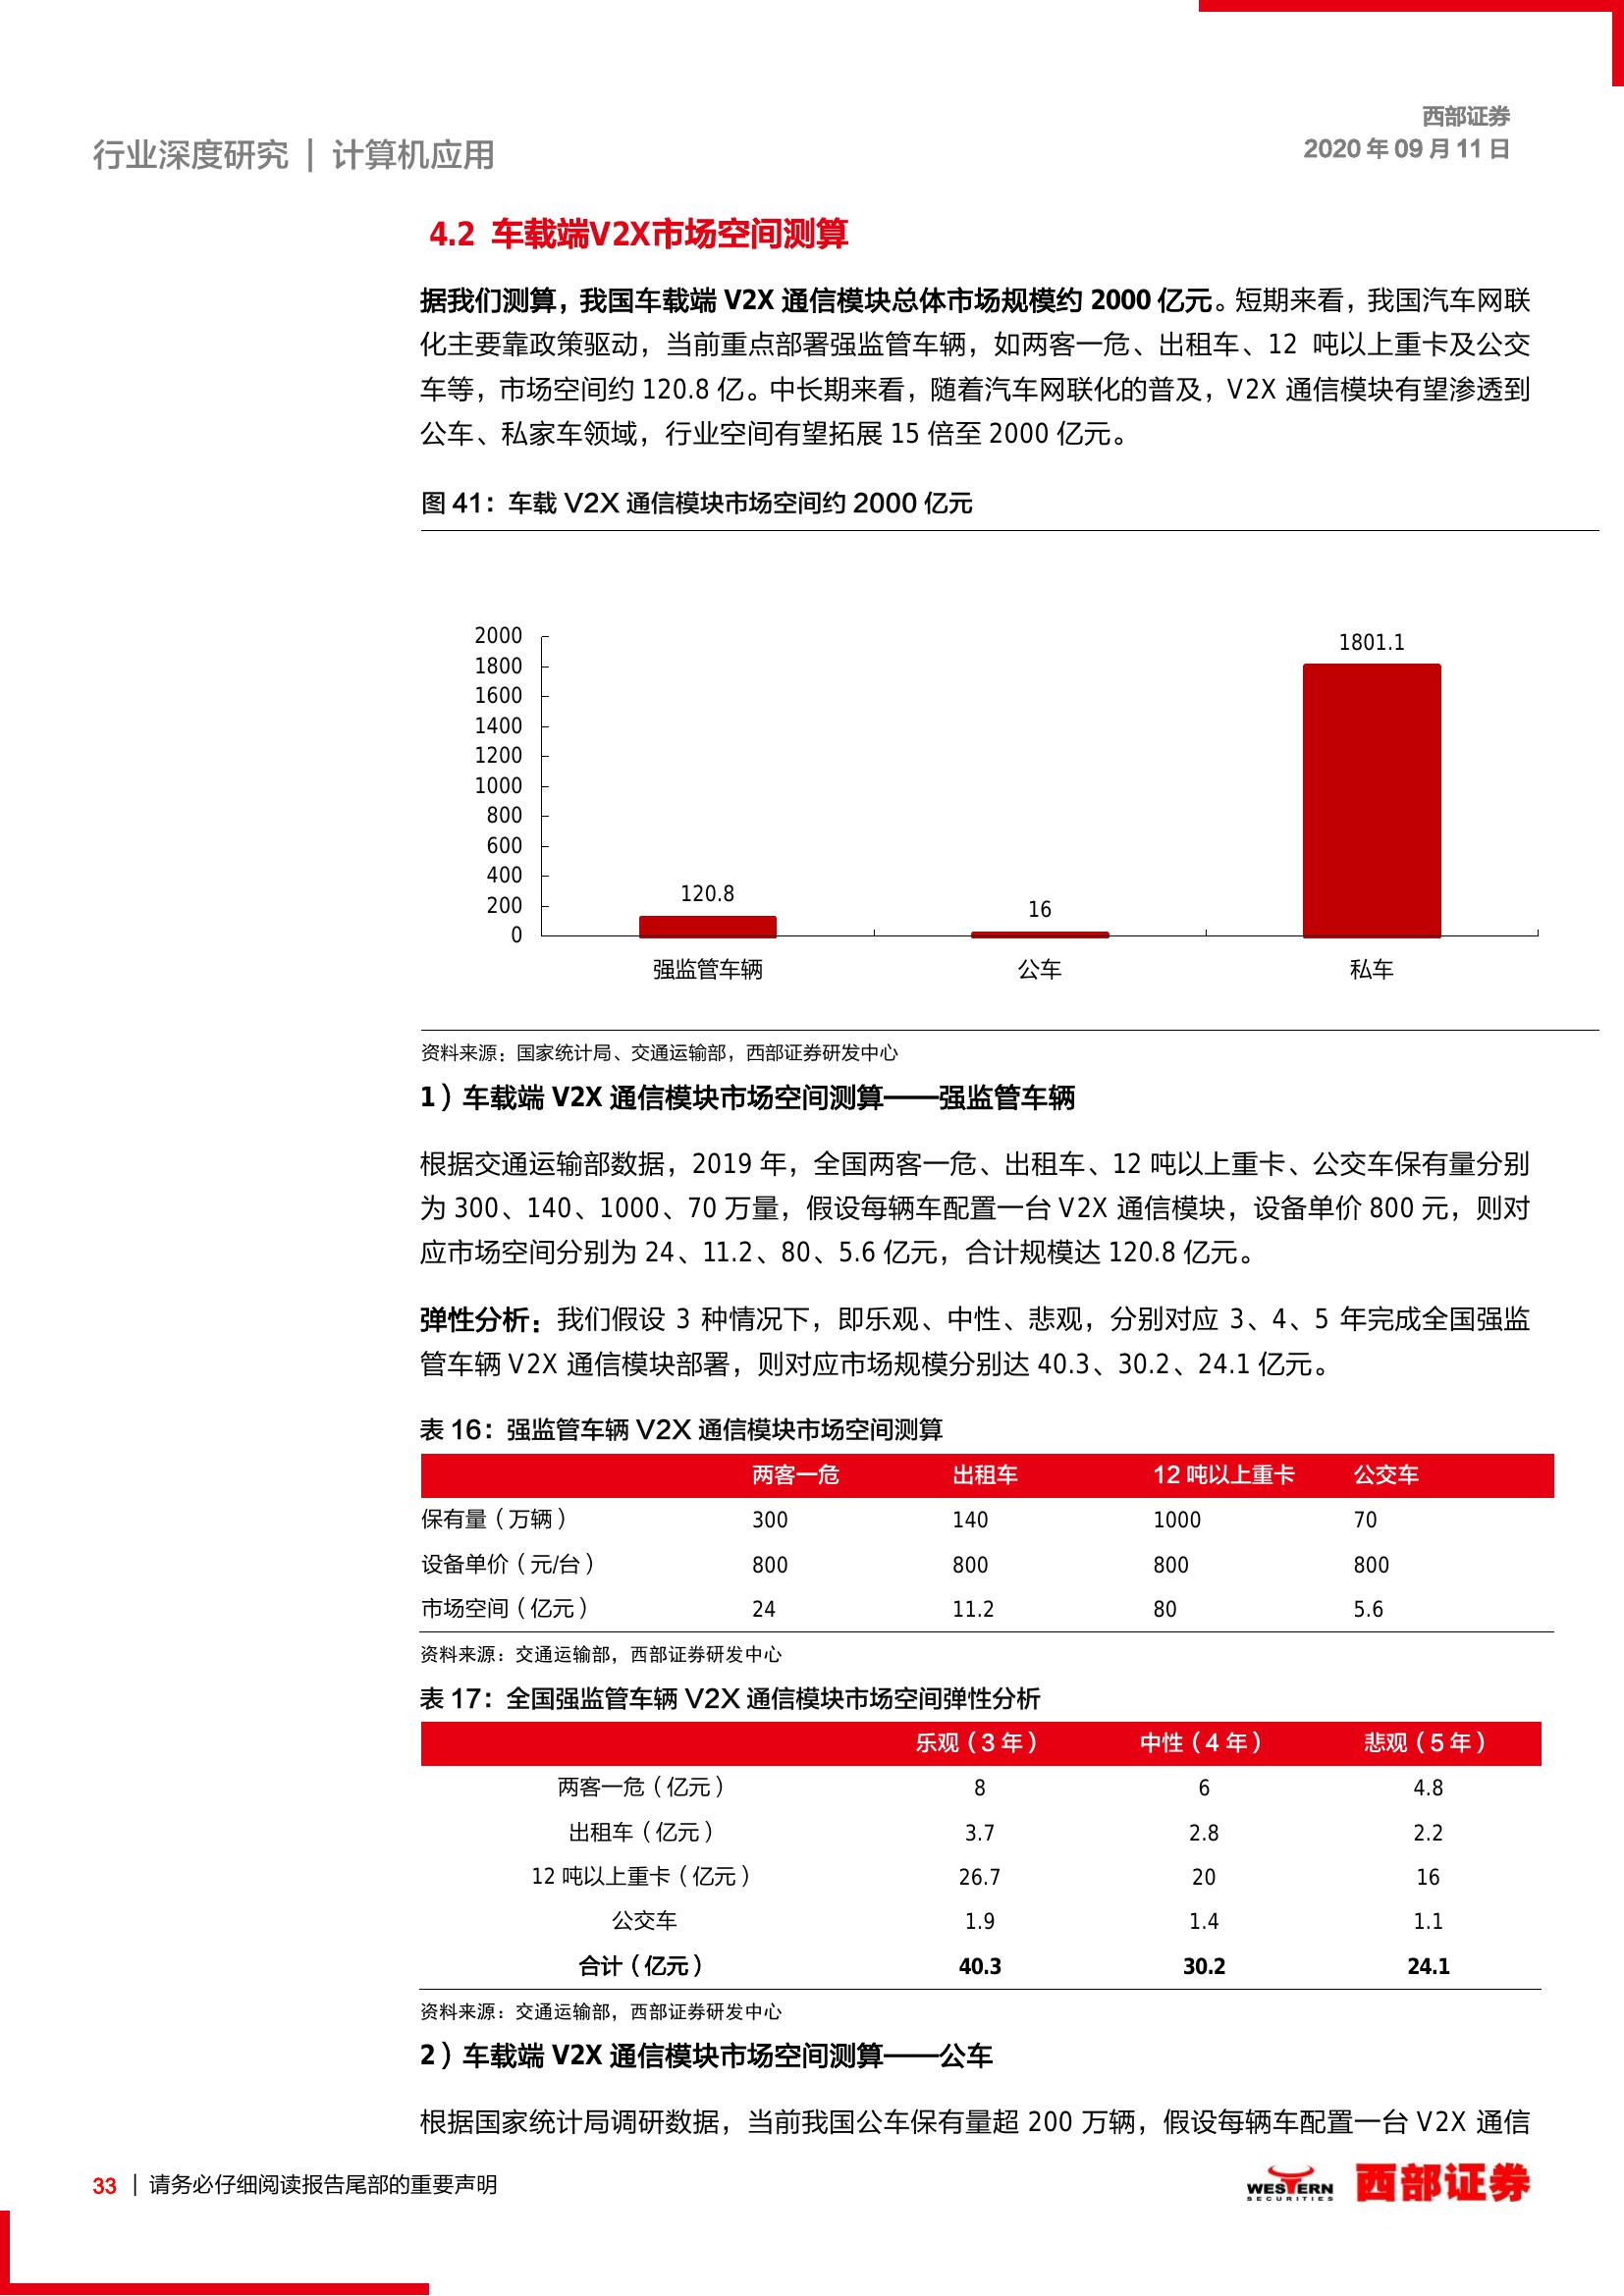 西部证券
2020 年 09 月 11 日
行业深度研究 | 计算机应用
4.2 车载端V2X市场空间测算
据我们测算，我国车载端 V2X 通信模块总体市场规模约 2000 亿元。短期来看，我国汽车网联
化主要靠政策驱动，当前重点部署强监管车辆，如两客一危、出租车、12 吨以上重卡及公交
车等，市场空间约 120.8 亿。中长期来看，随着汽车网联化的普及，V2X 通信模块有望渗透到
公车、私家车领域，行业空间有望拓展 15 倍至 2000 亿元。
图 41：车载 V2X 通信模块市场空间约 2000 亿元
2000
1800
1600
1400
1200
1000
800
600
400
200
0
120.8
16
1801.1
强监管车辆 公车 私车
资料来源：国家统计局、交通运输部，西部证券研发中心
1）车载端 V2X 通信模块市场空间测算——强监管车辆
根据交通运输部数据，2019 年，全国两客一危、出租车、12 吨以上重卡、公交车保有量分别
为 300、140、1000、70 万量，假设每辆车配置一台 V2X 通信模块，设备单价 800 元，则对
应市场空间分别为 24、11.2、80、5.6 亿元，合计规模达 120.8 亿元。
弹性分析：我们假设 3 种情况下，即乐观、中性、悲观，分别对应 3、4、5 年完成全国强监
管车辆 V2X 通信模块部署，则对应市场规模分别达 40.3、30.2、24.1 亿元。
表 16：强监管车辆 V2X 通信模块市场空间测算
两客一危 出租车 12 吨以上重卡 公交车
保有量（万辆） 300 140 1000 70
设备单价（元/台） 800 800 800 800
市场空间（亿元） 24 11.2 80 5.6
资料来源：交通运输部，西部证券研发中心
表 17：全国强监管车辆 V2X 通信模块市场空间弹性分析
乐观（3 年） 中性（4 年） 悲观（5 年）
两客一危（亿元） 8 6 4.8
出租车（亿元） 3.7 2.8 2.2
12 吨以上重卡（亿元） 26.7 20 16
公交车 1.9 1.4 1.1
合计（亿元） 40.3 30.2 24.1
资料来源：交通运输部，西部证券研发中心
2）车载端 V2X 通信模块市场空间测算——公车
根据国家统计局调研数据，当前我国公车保有量超 200 万辆，假设每辆车配置一台 V2X 通信
33 | 请务必仔细阅读报告尾部的重要声明
WESTERN
SECURITIES
西部证券